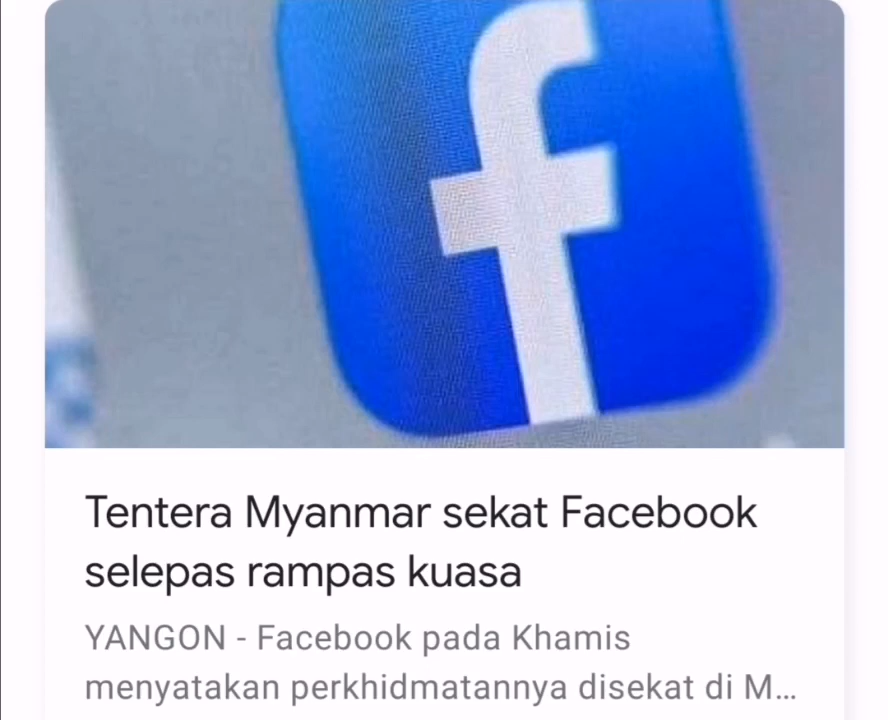 Tentera Myanmar sekat Facebook
selepas rampas kuasa
YANGON - Facebook pada Khamis
menyatakan perkhidmatannya disekat di M...